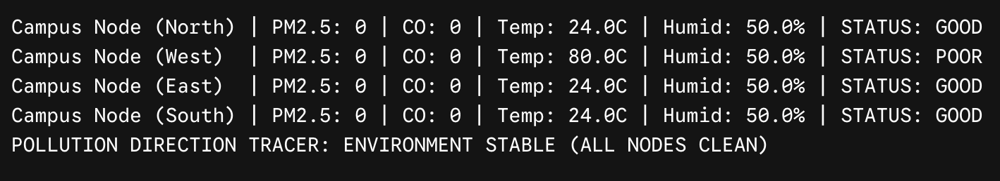 Campus Node (North) | PM2.5: 0 | CO: 0 | Temp: 24.0C | Humid: 50.0% | STATUS: GOOD
Campus Node (West)  | PM2.5: 0 | CO: 0 | Temp: 80.0C | Humid: 50.0% | STATUS: POOR
Campus Node (East)  | PM2.5: 0 | CO: 0 | Temp: 24.0C | Humid: 50.0% | STATUS: GOOD
Campus Node (South) | PM2.5: 0 | CO: 0 | Temp: 24.0C | Humid: 50.0% | STATUS: GOOD
POLLUTION DIRECTION TRACER: ENVIRONMENT STABLE (ALL NODES CLEAN)